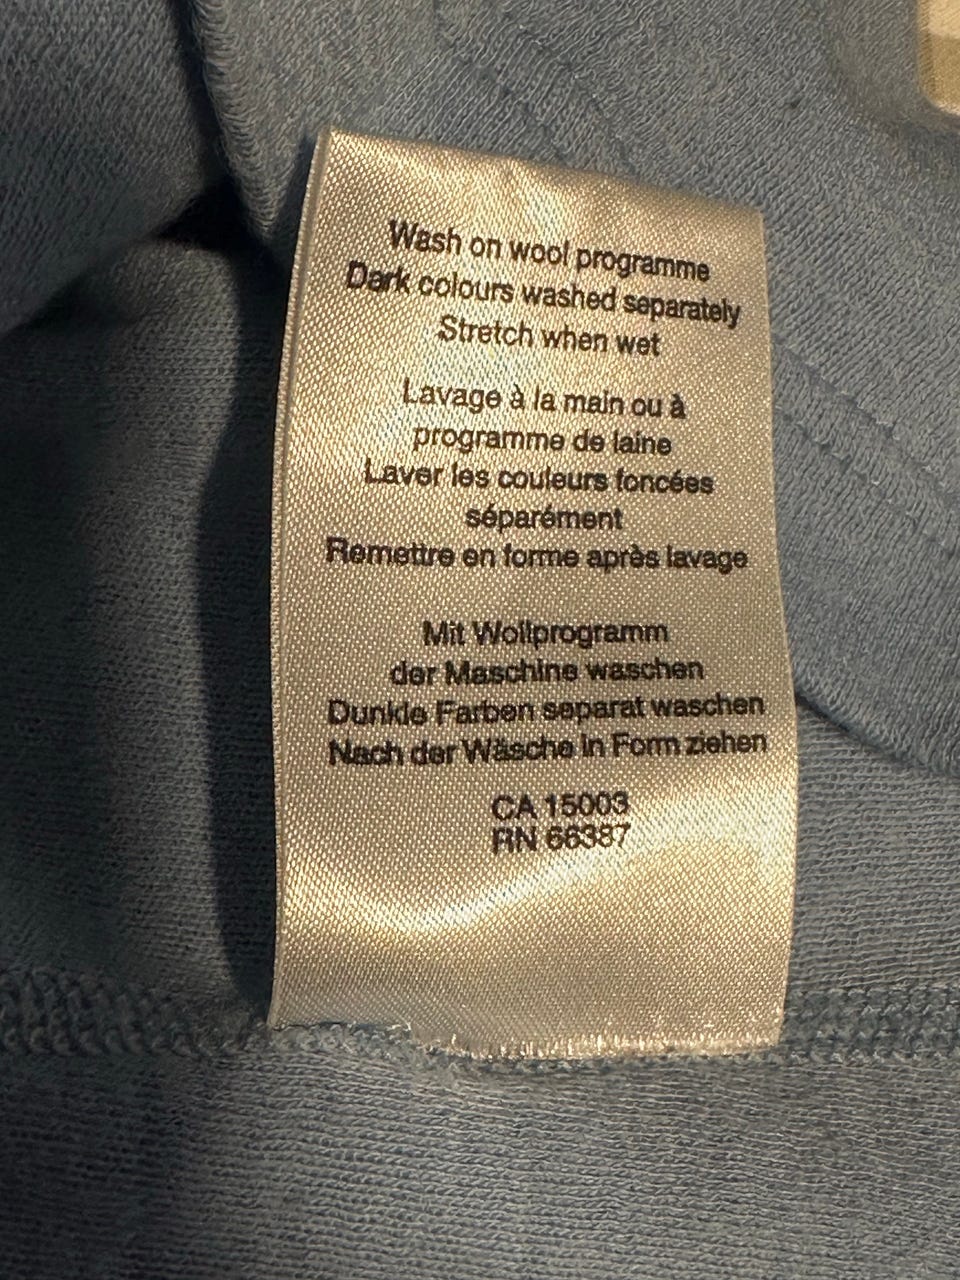 Wash on wool programme
Dark colours washed separately
Stretch when wet
Lavage à la main ou à
programme de laine
Laver les couleurs foncées
séparément
Remettre en forme après lavage
Mit Wollprogramm
der Maschine waschen
Dunkle Farben separat waschen
Nach der Wäsche in Form ziehen
CA 15003
RN 66387